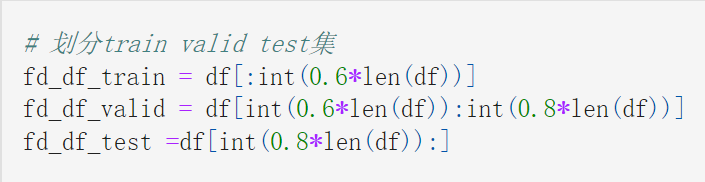 # 划分train valid test集
fd_df_train = df[:int(0.6*len(df))]
fd_df_valid = df[int(0.6*len(df)):int(0.8*len(df))]
fd_df_test =df[int(0.8*len(df)):]